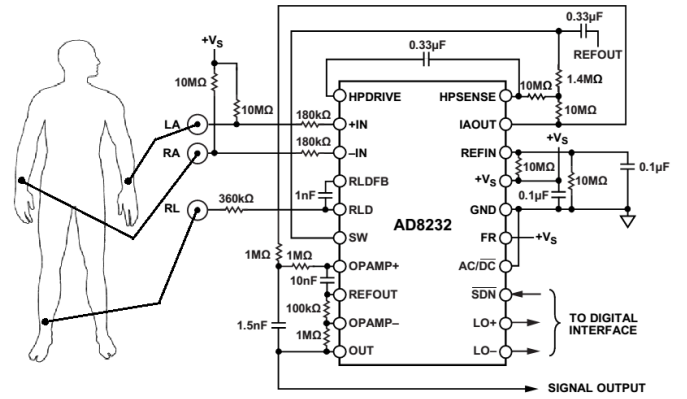 0.33µF
+VS
0.33µF
REFOUT
10MΩ
HPDRIVE
HPSENSE
10MΩ
1.4MΩ
10MΩ
10MΩ
LA
180kΩ
+IN
IAOUT
+VS
RA
180kΩ
–IN
REFIN
10MΩ
0.1µF
RLDFB
+VS
10MΩ
1nF
0.1µF
RL
360kΩ
RLD
AD8232
GND
SW
FR
+VS
1MΩ
1MΩ
OPAMP+
AC/DC
10nF
REFOUT
SDN
100kΩ
1.5nF
OPAMP–
LO+
TO DIGITAL
INTERFACE
1MΩ
OUT
LO–
SIGNAL OUTPUT